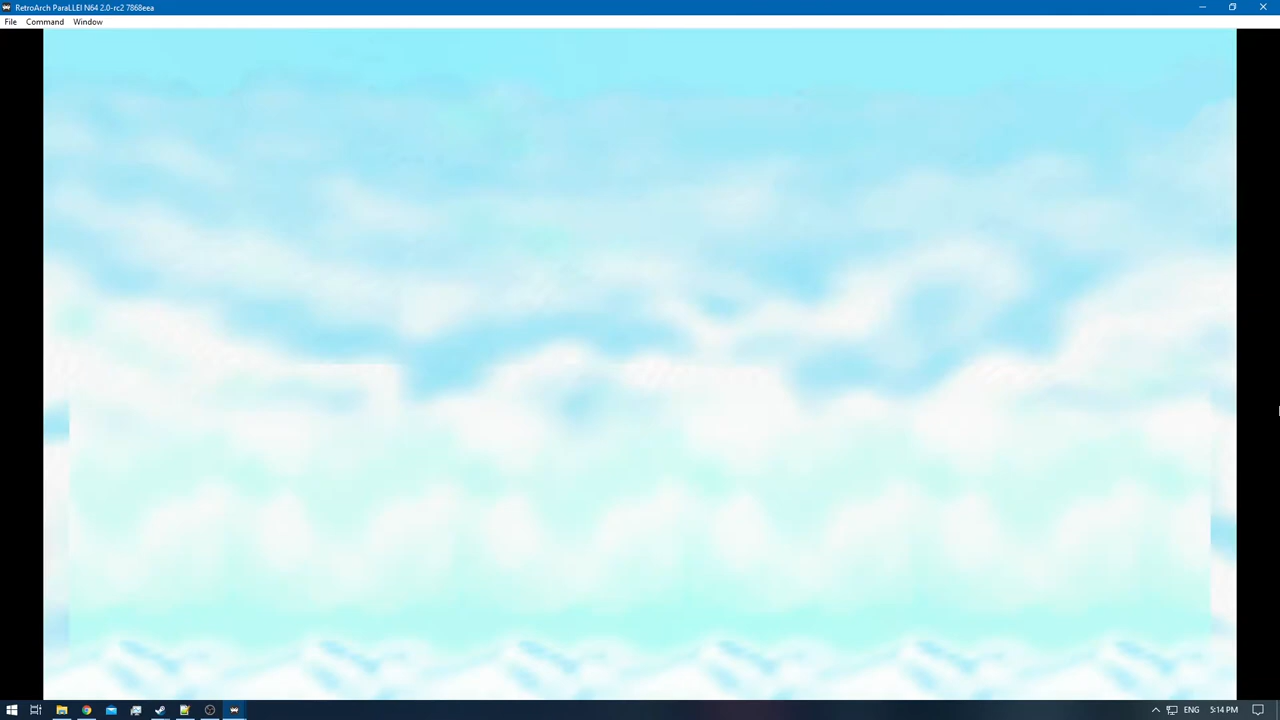 RetroArch ParaLLEl N64 2.0-rc2 7868eea
File Command Window
ENG 5:14 PM